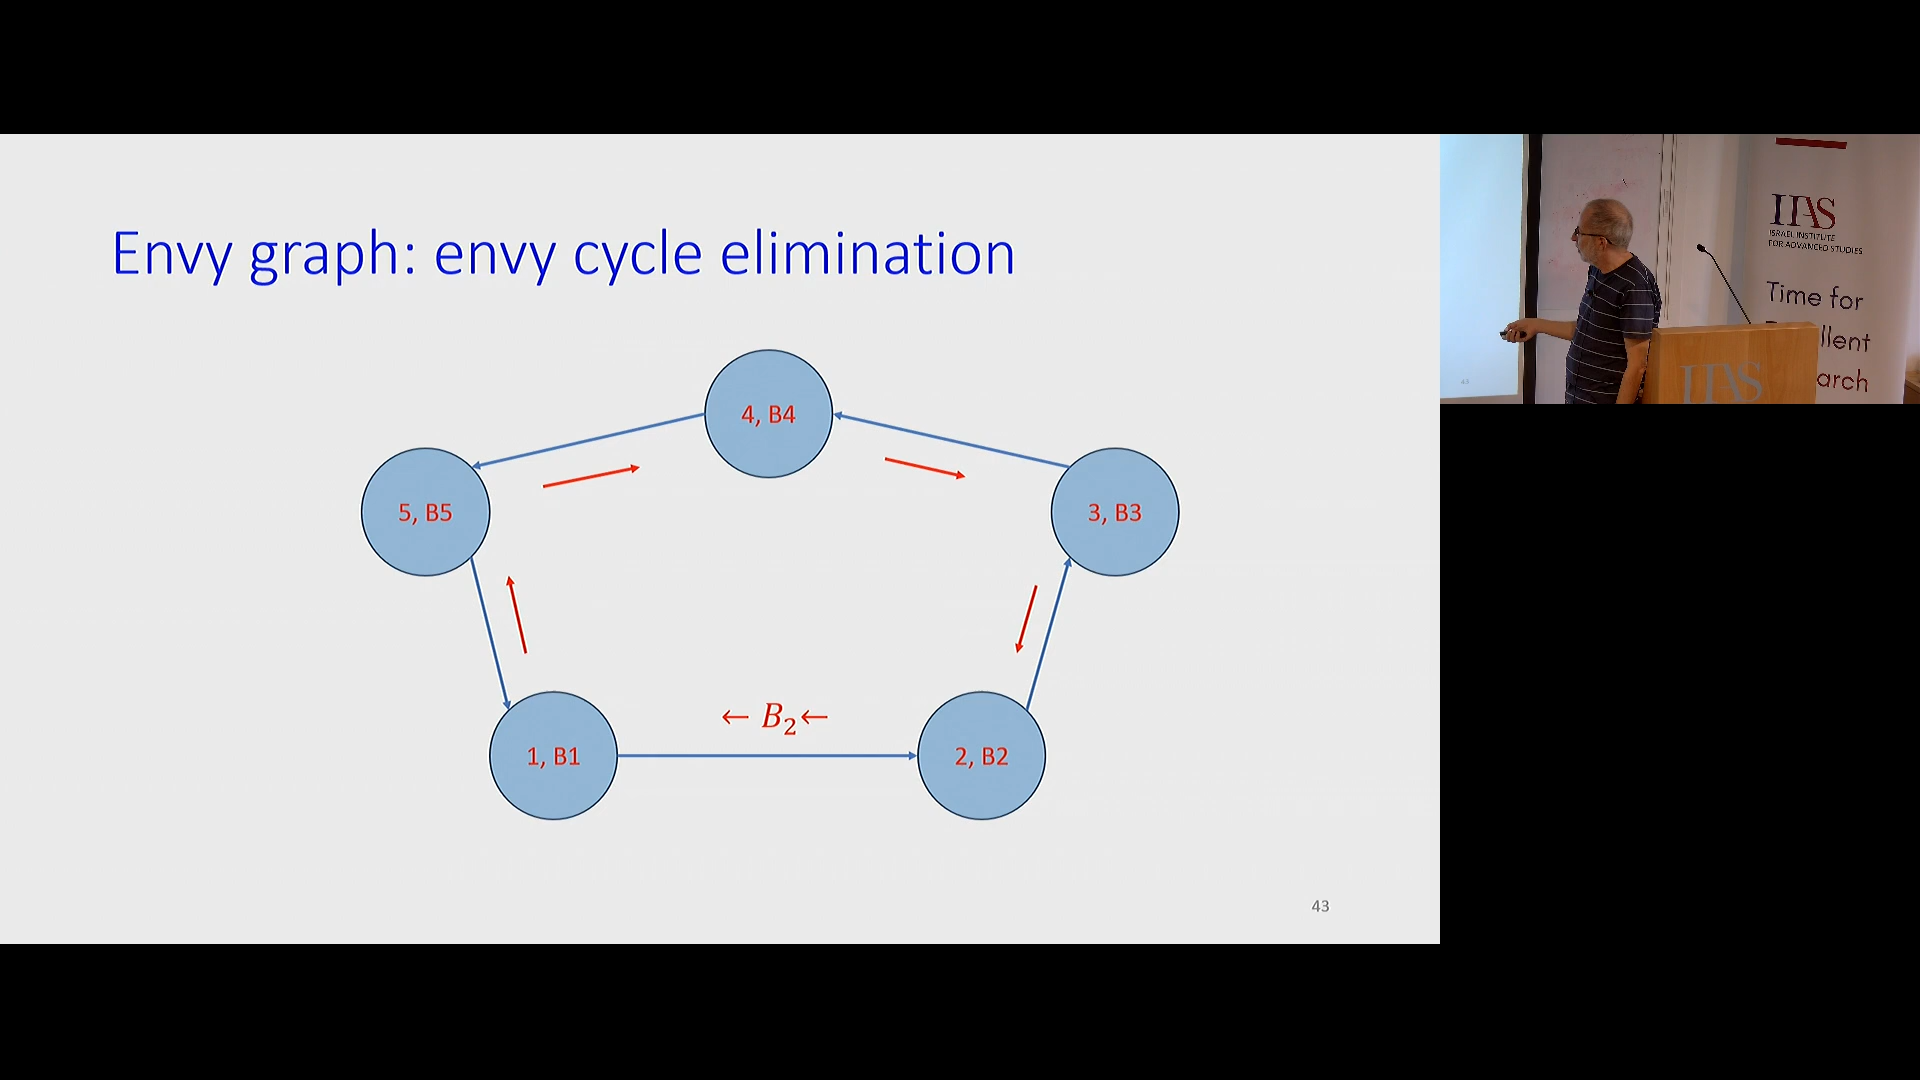 Envy graph: envy cycle elimination
4, B4
5, B5
3, B3
← B₂←
1, B1
2, B2
43
IIAS
ISRAEL INSTITUTE
FOR ADVANCED STUDIES
Time for
llent
arch
IIAS